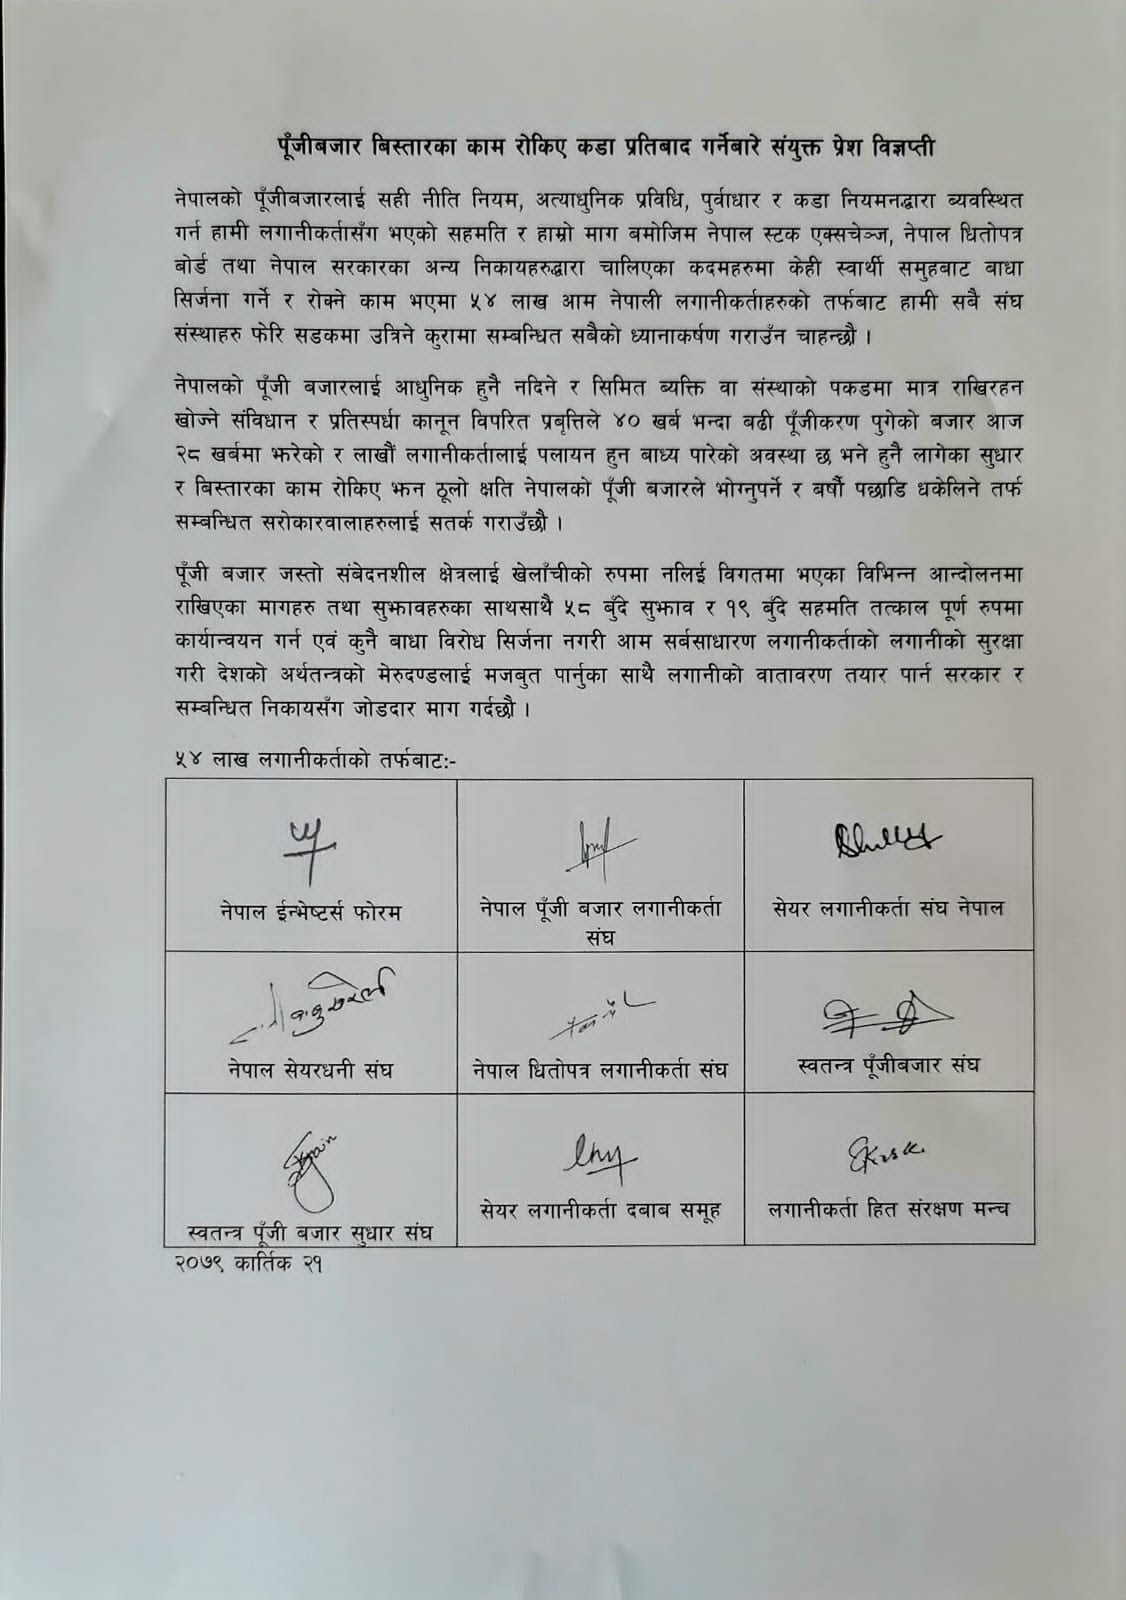 पूँजीबजार बिस्तारका काम रोकिए कडा प्रतिबाद गर्नेबारे संयुक्त प्रेश विज्ञप्ती
नेपालको पूँजीबजारलाई सही नीति नियम, अत्याधुनिक प्रविधि, पुर्वाधार र कडा नियमनद्धारा ब्यवस्थित
गर्न हामी लगानीकर्तासँग भएको सहमति र हाम्रो माग बमोजिम नेपाल स्टक एक्सचेञ्ज, नेपाल धितोपत्र
बोर्ड तथा नेपाल सरकारका अन्य निकायहरुद्धारा चालिएका कदमहरुमा केही स्वार्थी समुहबाट बाधा
सिर्जना गर्ने र रोक्ने काम भएमा ५४ लाख आम नेपाली लगानीकर्ताहरुको तर्फबाट हामी सबै संघ
संस्थाहरु फेरि सडकमा उत्रिने कुरामा सम्बन्धित सबैको ध्यानाकर्षण गराउँन चाहन्छौ ।
नेपालको पूँजी बजारलाई आधुनिक हुनै नदिने र सिमित ब्यक्ति वा संस्थाको पकडमा मात्र राखिरहन
खोज्ने संविधान र प्रतिस्पर्धा कानून विपरित प्रबृत्तिले ४० खर्ब भन्दा बढी पूँजीकरण पुगेको बजार आज
२८ खर्बमा झरेको र लाखौं लगानीकर्तालाई पलायन हुन बाध्य पारेको अवस्था छ भने हुनै लागेका सुधार
र बिस्तारका काम रोकिए झन ठूलो क्षति नेपालको पूँजी बजारले भोग्नुपर्ने र बर्षौ पछाडि धकेलिने तर्फ
सम्बन्धित सरोकारवालाहरुलाई सतर्क गराउँछौ ।
पूँजी बजार जस्तो संबेदनशील क्षेत्रलाई खेलाँचीको रुपमा नलिई विगतमा भएका विभिन्न आन्दोलनमा
राखिएका मागहरु तथा सुझावहरुका साथसाथै ५८ बुँदे सुझाव र १९ बुँदे सहमति तत्काल पूर्ण रुपमा
कार्यान्वयन गर्न एवं कुनै बाधा विरोध सिर्जना नगरी आम सर्बसाधारण लगानीकर्ताको लगानीको सुरक्षा
गरी देशको अर्थतन्त्रको मेरुदण्डलाई मजबुत पार्नुका साथै लगानीको वातावरण तयार पार्न सरकार र
सम्बन्धित निकायसँग जोडदार माग गर्दछौ ।
५४ लाख लगानीकर्ताको तर्फबाट:-
नेपाल ईन्भेष्टर्स फोरम
नेपाल पूँजी बजार लगानीकर्ता
संघ
सेयर लगानीकर्ता संघ नेपाल
नेपाल सेयरधनी संघ
नेपाल धितोपत्र लगानीकर्ता संघ
स्वतन्त्र पूँजीबजार संघ
स्वतन्त्र पूँजी बजार सुधार संघ
सेयर लगानीकर्ता दबाब समूह
लगानीकर्ता हित संरक्षण मन्च
२०७९ कार्तिक २१